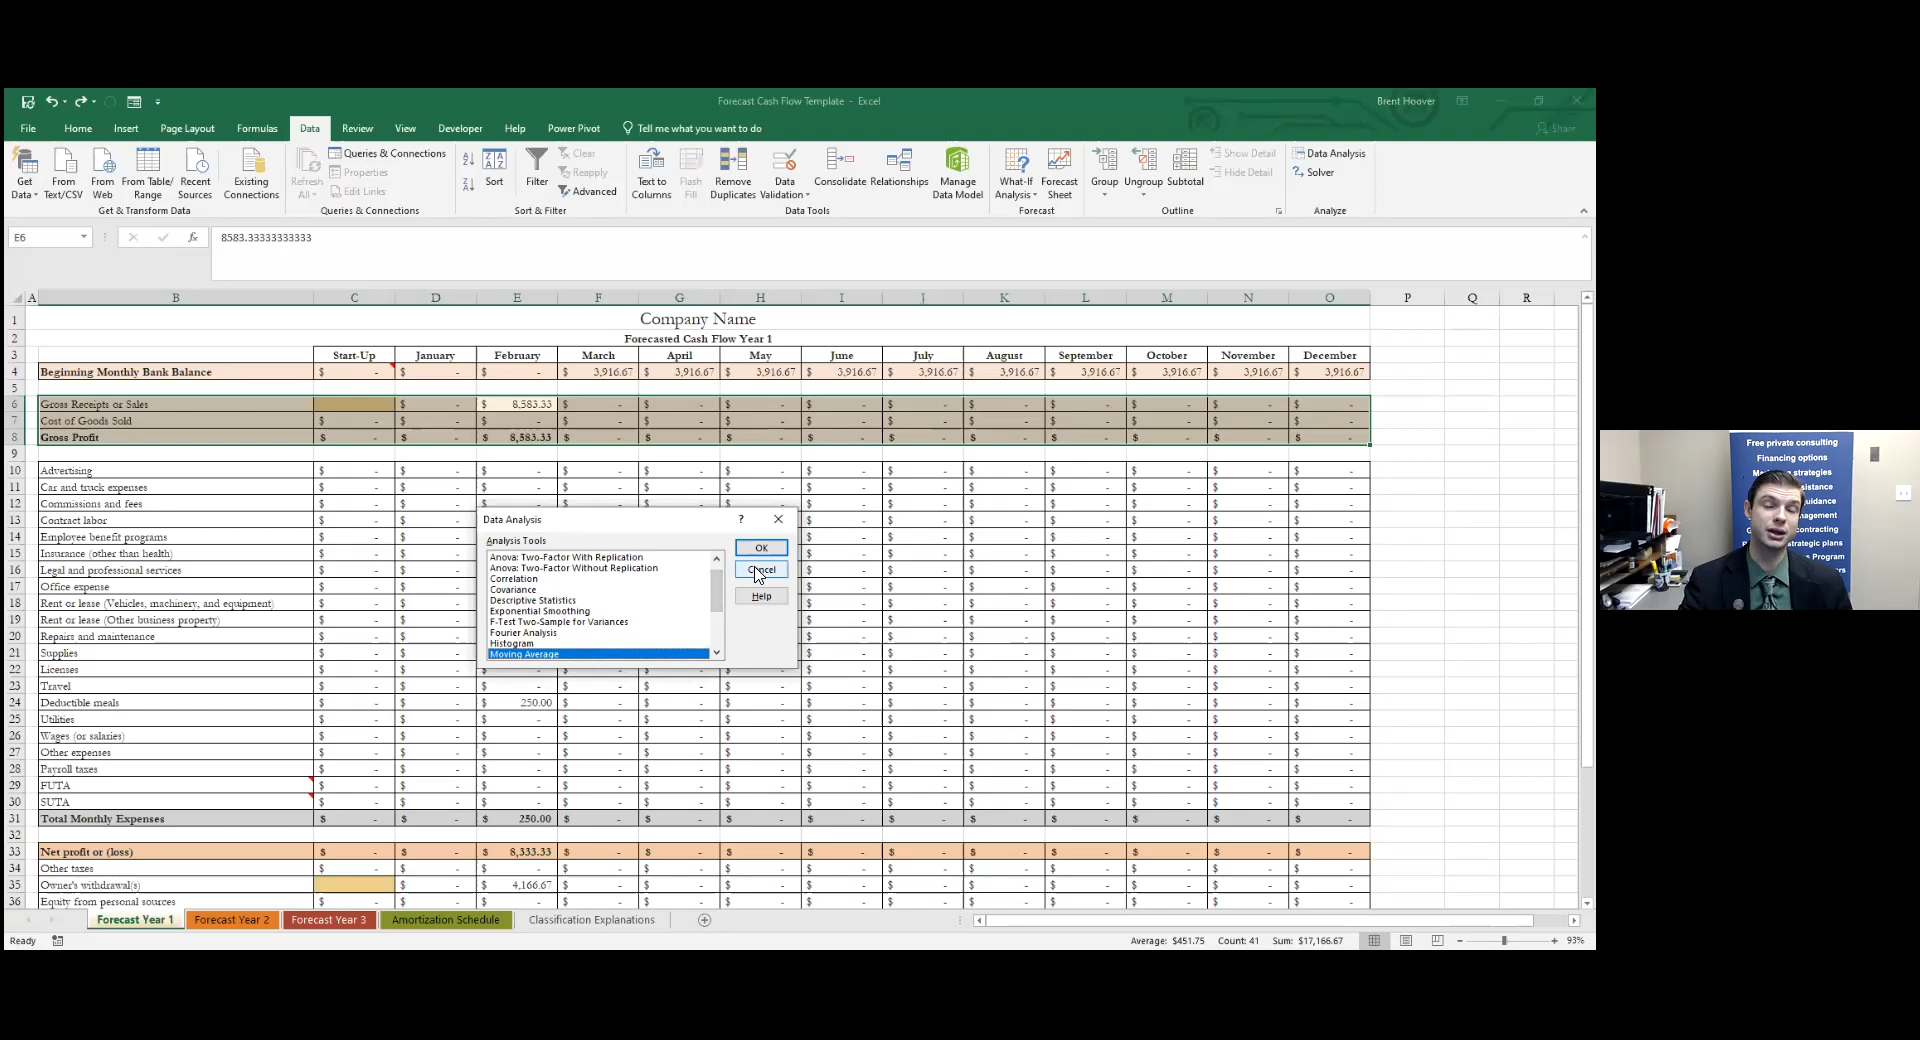 Forecast Cash Flow Template - Excel
Brent Hoover
File Home Insert Page Layout Formulas Data Review View Developer Help Power Pivot Tell me what you want to do Share
Get Data
From Text/CSV
From Web
From Table/ Range
Recent Sources
Existing Connections
Get & Transform Data
Refresh All
Queries & Connections
Properties
Edit Links
Queries & Connections
Sort
Filter
Clear
Reapply
Advanced
Sort & Filter
Text to Columns
Flash Fill
Remove Duplicates
Data Validation
Consolidate
Relationships
Manage Data Model
Data Tools
What-If Analysis
Forecast Sheet
Forecast
Group
Ungroup
Subtotal
Show Detail
Hide Detail
Outline
Data Analysis
Solver
Analyze
E6 fx 8583.33333333333
A B C D E F G H I J K L M N O P Q R
1 Company Name
2 Forecasted Cash Flow Year 1
3 Start-Up January February March April May June July August September October November December
4 Beginning Monthly Bank Balance $ - $ - $ - $ 3,916.67 $ 3,916.67 $ 3,916.67 $ 3,916.67 $ 3,916.67 $ 3,916.67 $ 3,916.67 $ 3,916.67 $ 3,916.67 $ 3,916.67
5
6 Gross Receipts or Sales $ - $ 8,583.33 $ - $ - $ - $ - $ - $ - $ - $ - $ - $ -
7 Cost of Goods Sold $ - $ - $ - $ - $ - $ - $ - $ - $ - $ - $ - $ - $ -
8 Gross Profit $ - $ - $ 8,583.33 $ - $ - $ - $ - $ - $ - $ - $ - $ - $ -
9
10 Advertising $ - $ - $ - $ - $ - $ - $ - $ - $ - $ - $ - $ - $ -
11 Car and truck expenses $ - $ - $ - $ - $ - $ - $ - $ - $ - $ - $ - $ - $ -
12 Commissions and fees $ - $ - $ - $ - $ - $ - $ - $ - $ - $ - $ - $ - $ -
13 Contract labor $ - $ - $ - $ - $ - $ - $ - $ - $ -
14 Employee benefit programs $ - $ - $ - $ - $ - $ - $ - $ - $ -
15 Insurance (other than health) $ - $ - $ - $ - $ - $ - $ - $ - $ -
16 Legal and professional services $ - $ - $ - $ - $ - $ - $ - $ - $ -
17 Office expense $ - $ - $ - $ - $ - $ - $ - $ - $ -
18 Rent or lease (Vehicles, machinery, and equipment) $ - $ - $ - $ - $ - $ - $ - $ - $ -
19 Rent or lease (Other business property) $ - $ - $ - $ - $ - $ - $ - $ - $ -
20 Repairs and maintenance $ - $ - $ - $ - $ - $ - $ - $ - $ -
21 Supplies $ - $ - $ - $ - $ - $ - $ - $ - $ -
22 Licenses $ - $ - $ - $ - $ - $ - $ - $ - $ - $ - $ - $ -
23 Travel $ - $ - $ - $ - $ - $ - $ - $ - $ - $ - $ - $ - $ -
24 Deductible meals $ - $ - $ 250.00 $ - $ - $ - $ - $ - $ - $ - $ - $ - $ -
25 Utilities $ - $ - $ - $ - $ - $ - $ - $ - $ - $ - $ - $ - $ -
26 Wages (or salaries) $ - $ - $ - $ - $ - $ - $ - $ - $ - $ - $ - $ - $ -
27 Other expenses $ - $ - $ - $ - $ - $ - $ - $ - $ - $ - $ - $ - $ -
28 Payroll taxes $ - $ - $ - $ - $ - $ - $ - $ - $ - $ - $ - $ - $ -
29 FUTA $ - $ - $ - $ - $ - $ - $ - $ - $ - $ - $ - $ - $ -
30 SUTA $ - $ - $ - $ - $ - $ - $ - $ - $ - $ - $ - $ - $ -
31 Total Monthly Expenses $ - $ - $ 250.00 $ - $ - $ - $ - $ - $ - $ - $ - $ - $ -
32
33 Net profit or (loss) $ - $ - $ 8,333.33 $ - $ - $ - $ - $ - $ - $ - $ - $ - $ -
34 Other taxes $ - $ - $ - $ - $ - $ - $ - $ - $ - $ - $ - $ - $ -
35 Owner's withdrawal(s) $ - $ 4,166.67 $ - $ - $ - $ - $ - $ - $ - $ - $ - $ -
36 Equity from personal sources $ - $ - $ - $ - $ - $ - $ - $ - $ - $ - $ - $ - $ -
Data Analysis ?
Analysis Tools
Anova: Two-Factor With Replication
Anova: Two-Factor Without Replication
Correlation
Covariance
Descriptive Statistics
Exponential Smoothing
F-Test Two-Sample for Variances
Fourier Analysis
Histogram
Moving Average
OK
Cancel
Help
Forecast Year 1 Forecast Year 2 Forecast Year 3 Amortization Schedule Classification Explanations
Ready Average: $451.75 Count: 41 Sum: $17,166.67 93%
Free private consulting
Financing options
strategies
strategic plans
Program